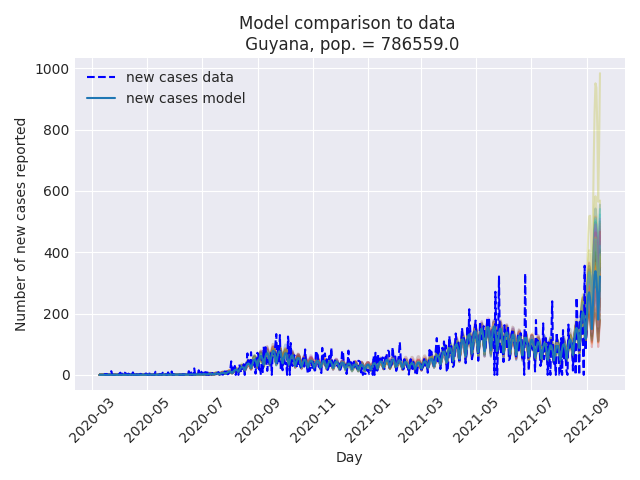 Model comparison to data
Guyana, pop. = 786559.0
new cases data
new cases model
1000
800
600
400
200
0
Number of new cases reported
2020-03
2020-05
2020-07
2020-09
2020-11
2021-01
2021-03
2021-05
2021-07
2021-09
Day